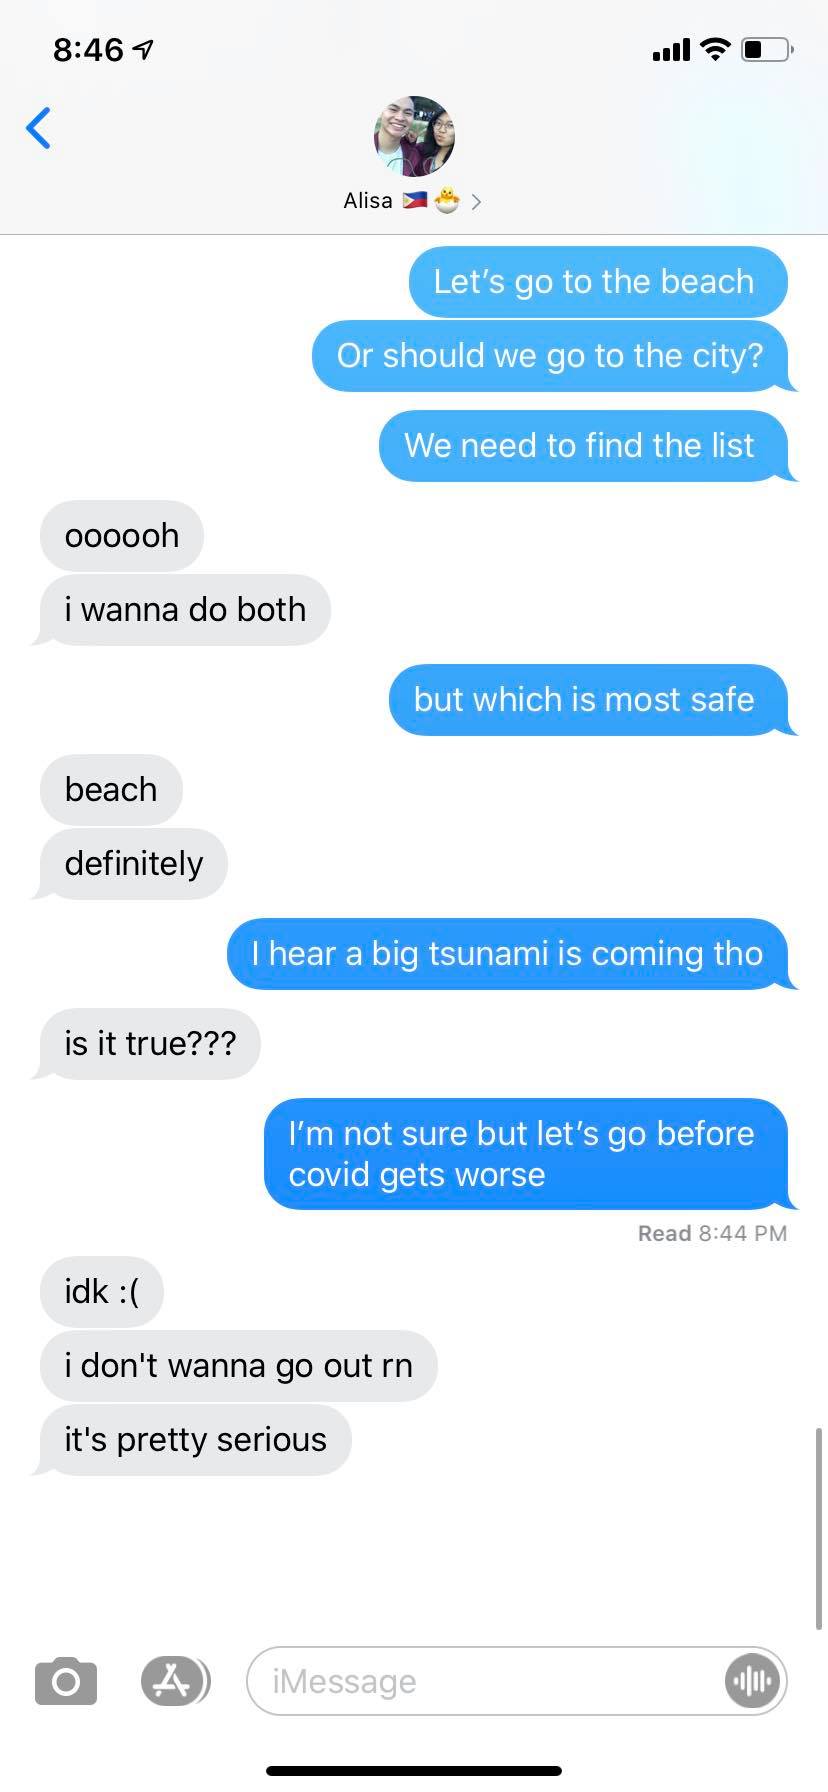 8:46
Alisa 🇵🇭 🐣
Let’s go to the beach
Or should we go to the city?
We need to find the list
oooooh
i wanna do both
but which is most safe
beach
definitely
I hear a big tsunami is coming tho
is it true???
I’m not sure but let’s go before
covid gets worse
Read 8:44 PM
idk :(
i don't wanna go out rn
it's pretty serious
iMessage